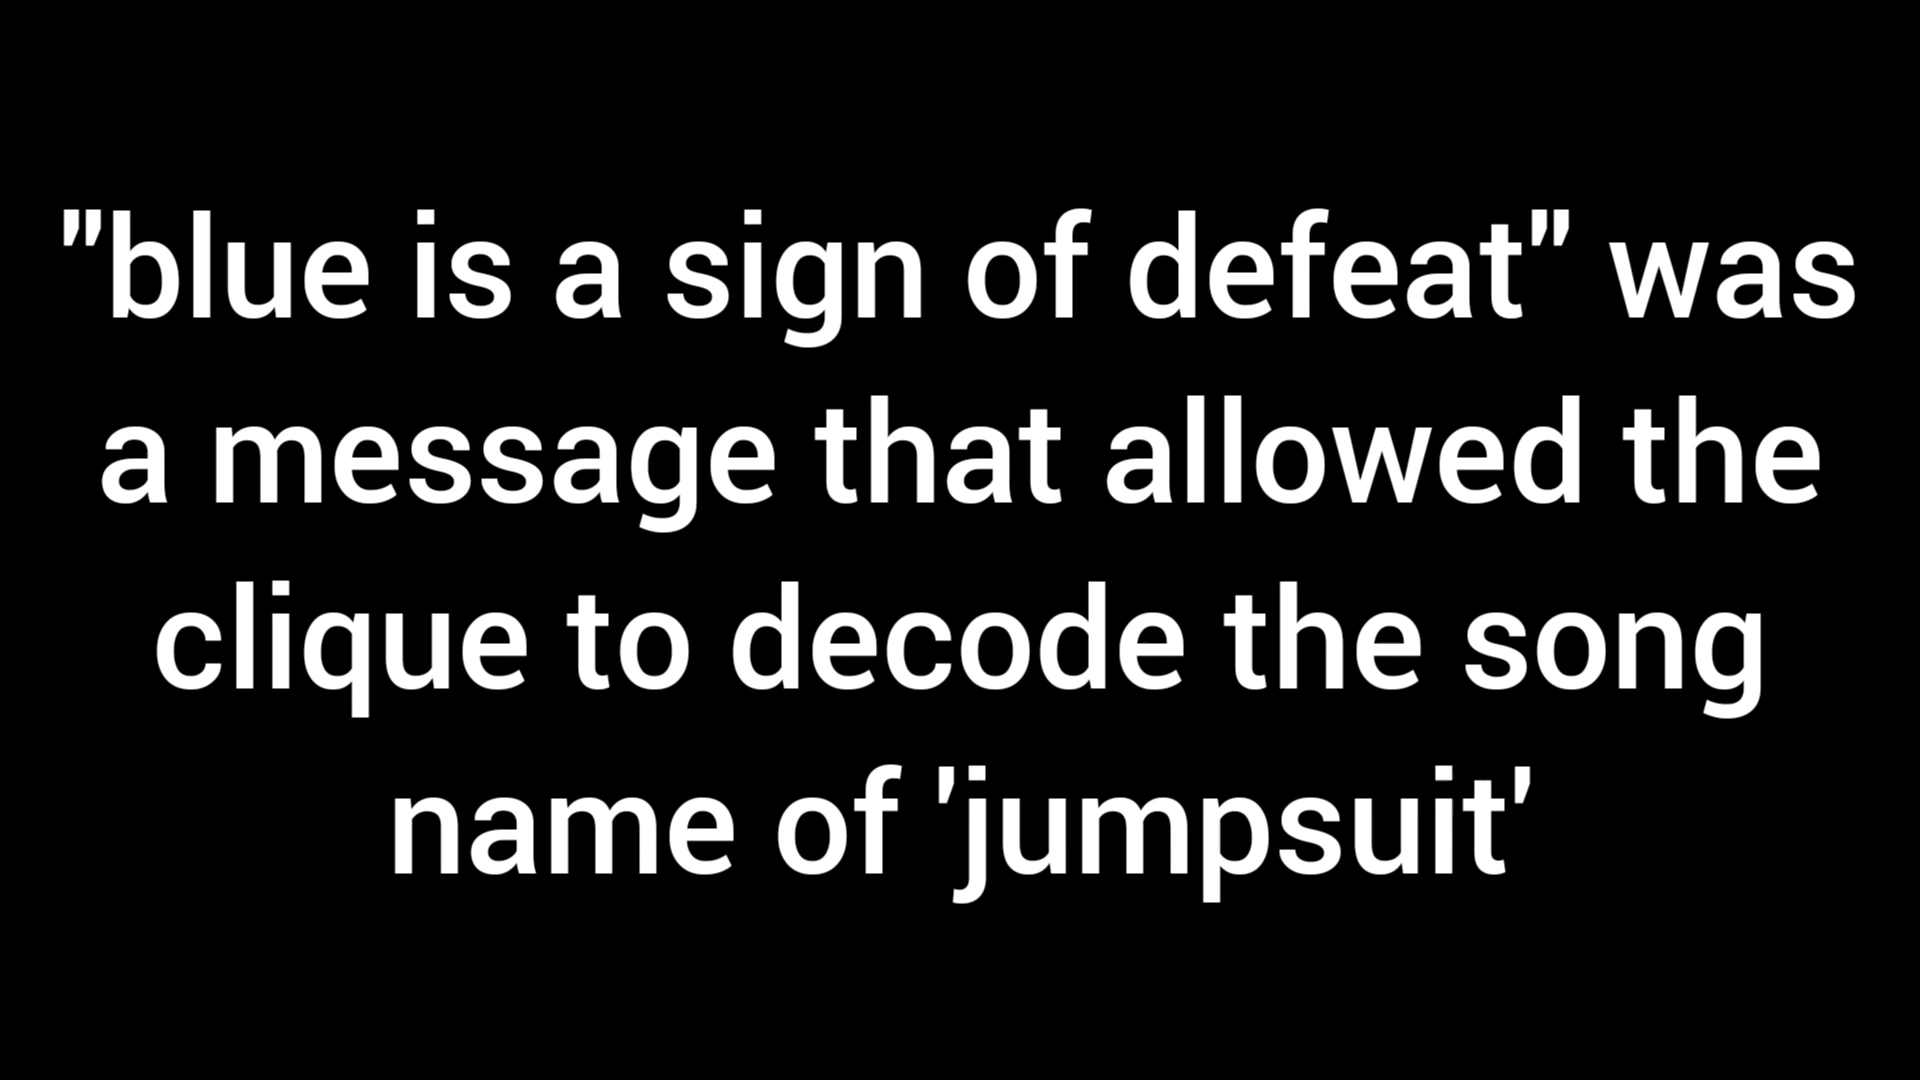 "blue is a sign of defeat" was
a message that allowed the
clique to decode the song
name of 'jumpsuit'